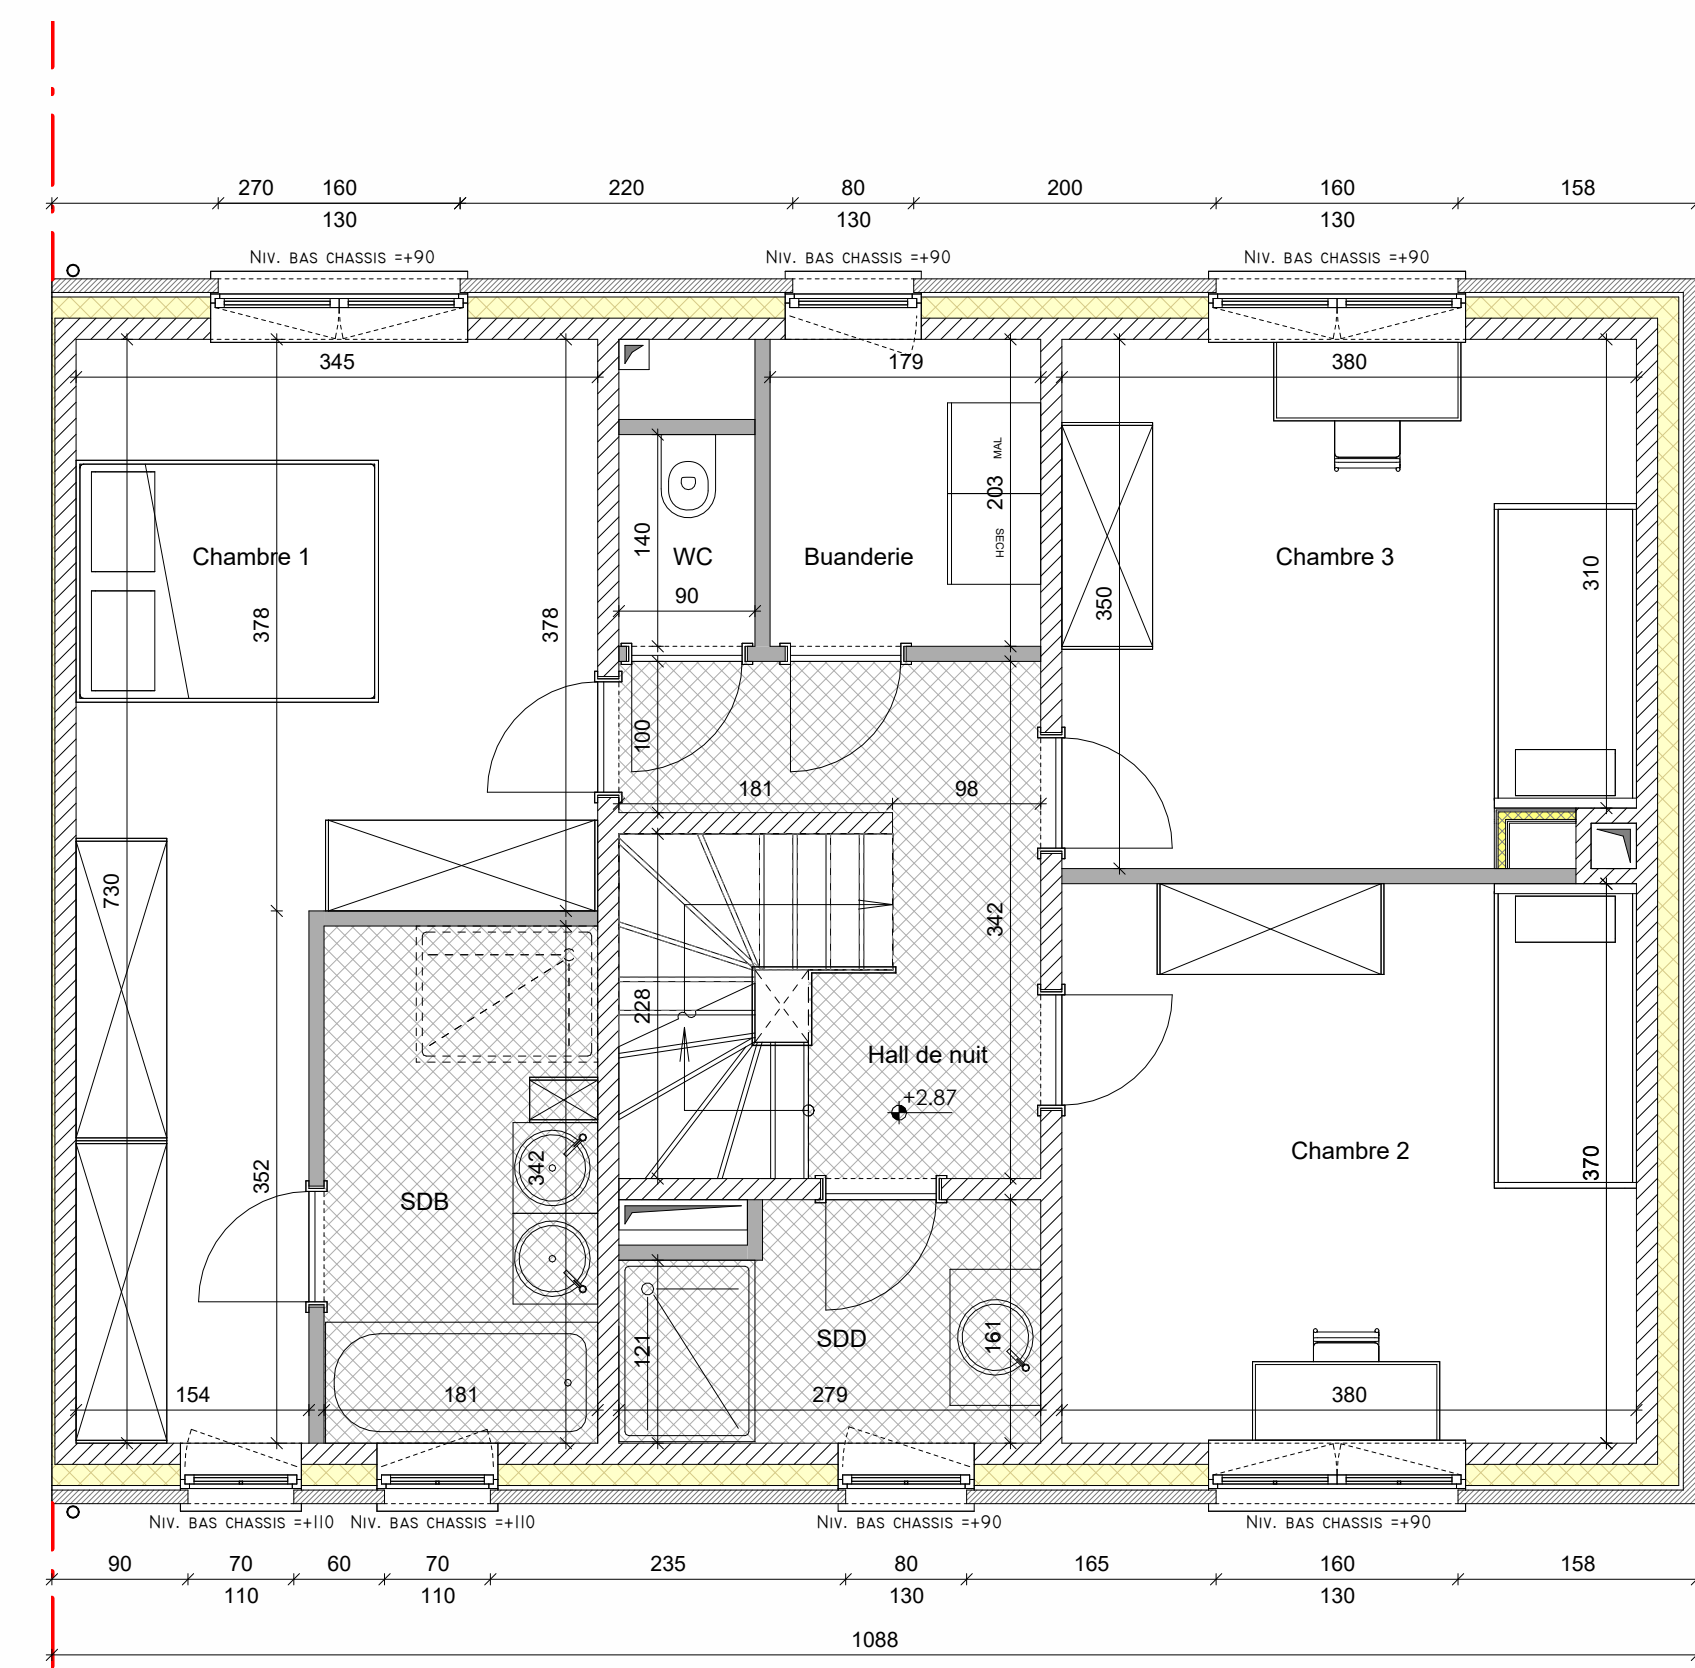 270 160 220 80 200 160 158
130 130 130
Niv. bas chassis =+90 Niv. bas chassis =+90 Niv. bas chassis =+90
345 179 380
MAL
203
140
SECH
Chambre 1 WC Buanderie Chambre 3
310
90
350
378 378
100
181 98
730
342
228
Hall de nuit
+2.87
Chambre 2
342
352
370
SDB
161
121
SDD
154 181 279 380
Niv. bas chassis =+110 Niv. bas chassis =+110 Niv. bas chassis =+90 Niv. bas chassis =+90
90 70 60 70 235 80 165 160 158
110 110 130 130
1088